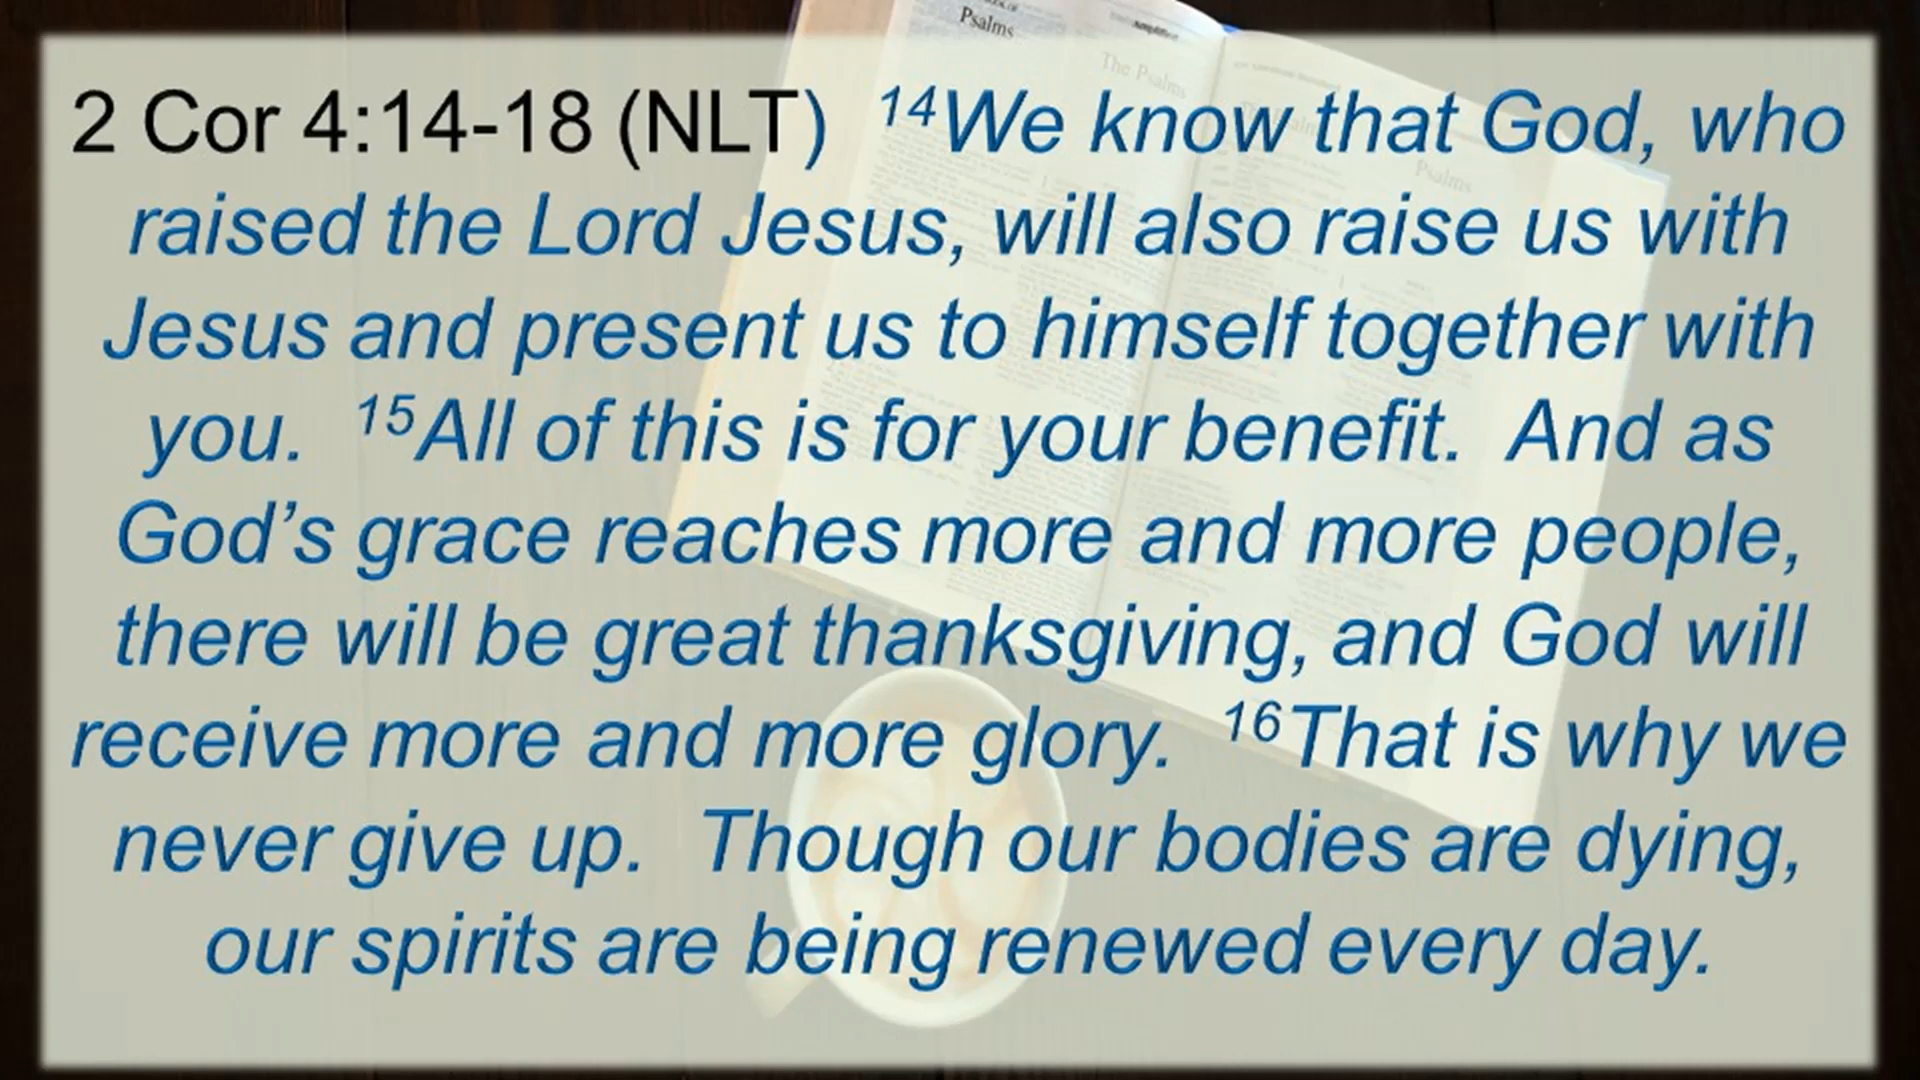 Psalms
The Psalms
Psalms
2 Cor 4:14-18 (NLT) 14We know that God, who
raised the Lord Jesus, will also raise us with
Jesus and present us to himself together with
you. 15All of this is for your benefit. And as
God’s grace reaches more and more people,
there will be great thanksgiving, and God will
receive more and more glory. 16That is why we
never give up. Though our bodies are dying,
our spirits are being renewed every day.